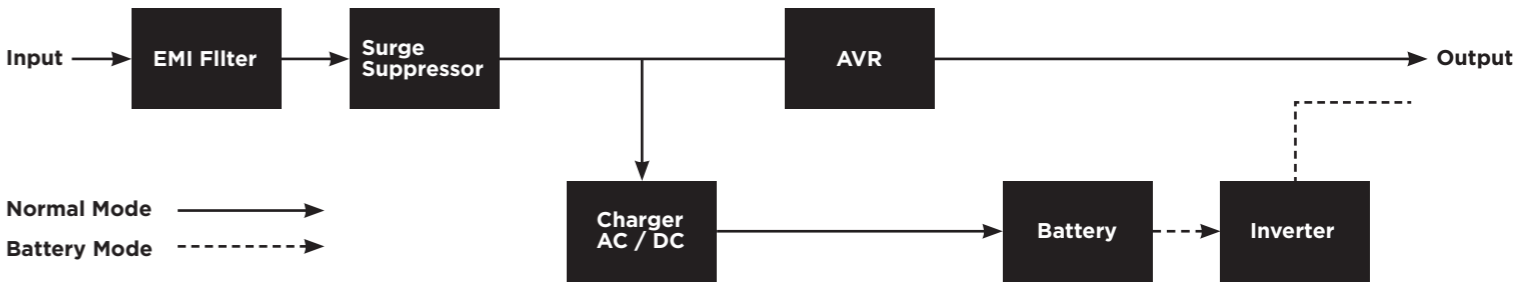 Input
EMI FIlter
Surge
Suppressor
AVR
Output
Normal Mode
Battery Mode
Charger
AC / DC
Battery
Inverter